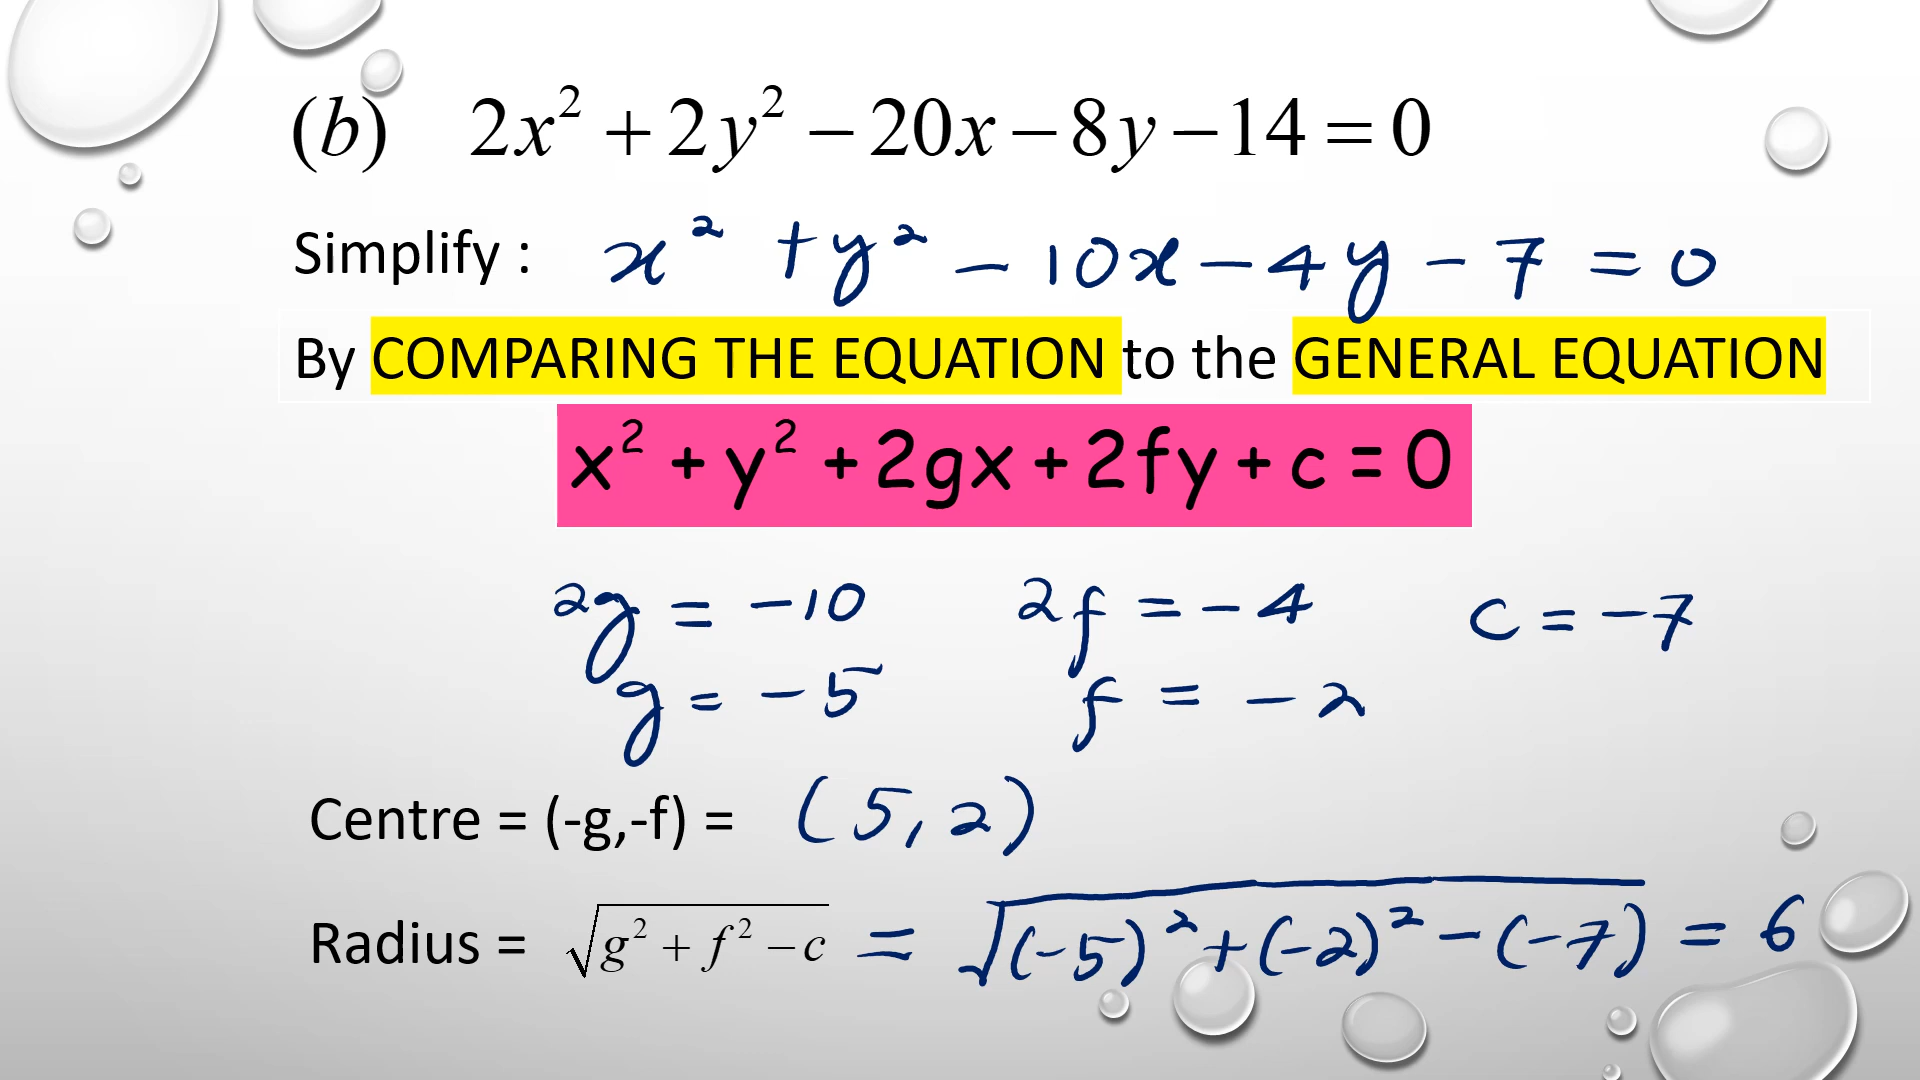 (b) 2x² + 2y² − 20x − 8y − 14 = 0
Simplify : x² + y² − 10x − 4y − 7 = 0
By COMPARING THE EQUATION to the GENERAL EQUATION
x² + y² + 2gx + 2fy + c = 0
2g = −10 2f = −4 c = −7
g = −5 f = −2
Centre = (-g,-f) = (5, 2)
Radius = √(g² + f² − c) = √((−5)² + (−2)² − (−7)) = 6